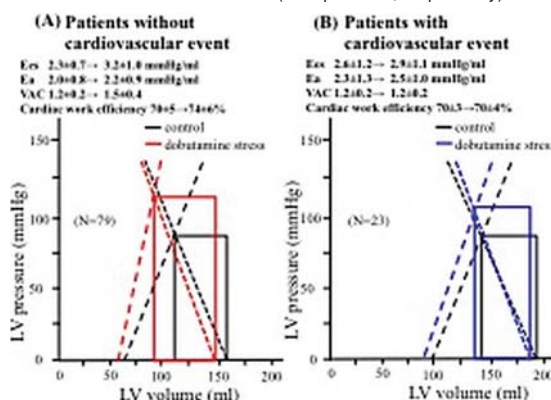 (A) Patients without
cardiovascular event
Ees 2.3±0.7→ 3.2±1.0 mmHg/ml
Ea 2.0±0.8→ 2.2±0.9 mmHg/ml
VAC 1.2±0.2→ 1.5±0.4
Cardiac work efficiency 70±5→74±6%
control
dobutamine stress
(N=79)
LV pressure (mmHg)
150
100
50
0
0 50 100 150 200
LV volume (ml)
(B) Patients with
cardiovascular event
Ees 2.6±1.2→ 2.9±1.1 mmHg/ml
Ea 2.3±1.3→ 2.5±1.0 mmHg/ml
VAC 1.2±0.2→ 1.2±0.2
Cardiac work efficiency 70±3→70±4%
control
dobutamine stress
(N=23)
LV pressure (mmHg)
150
100
50
0
0 50 100 150 200
LV volume (ml)